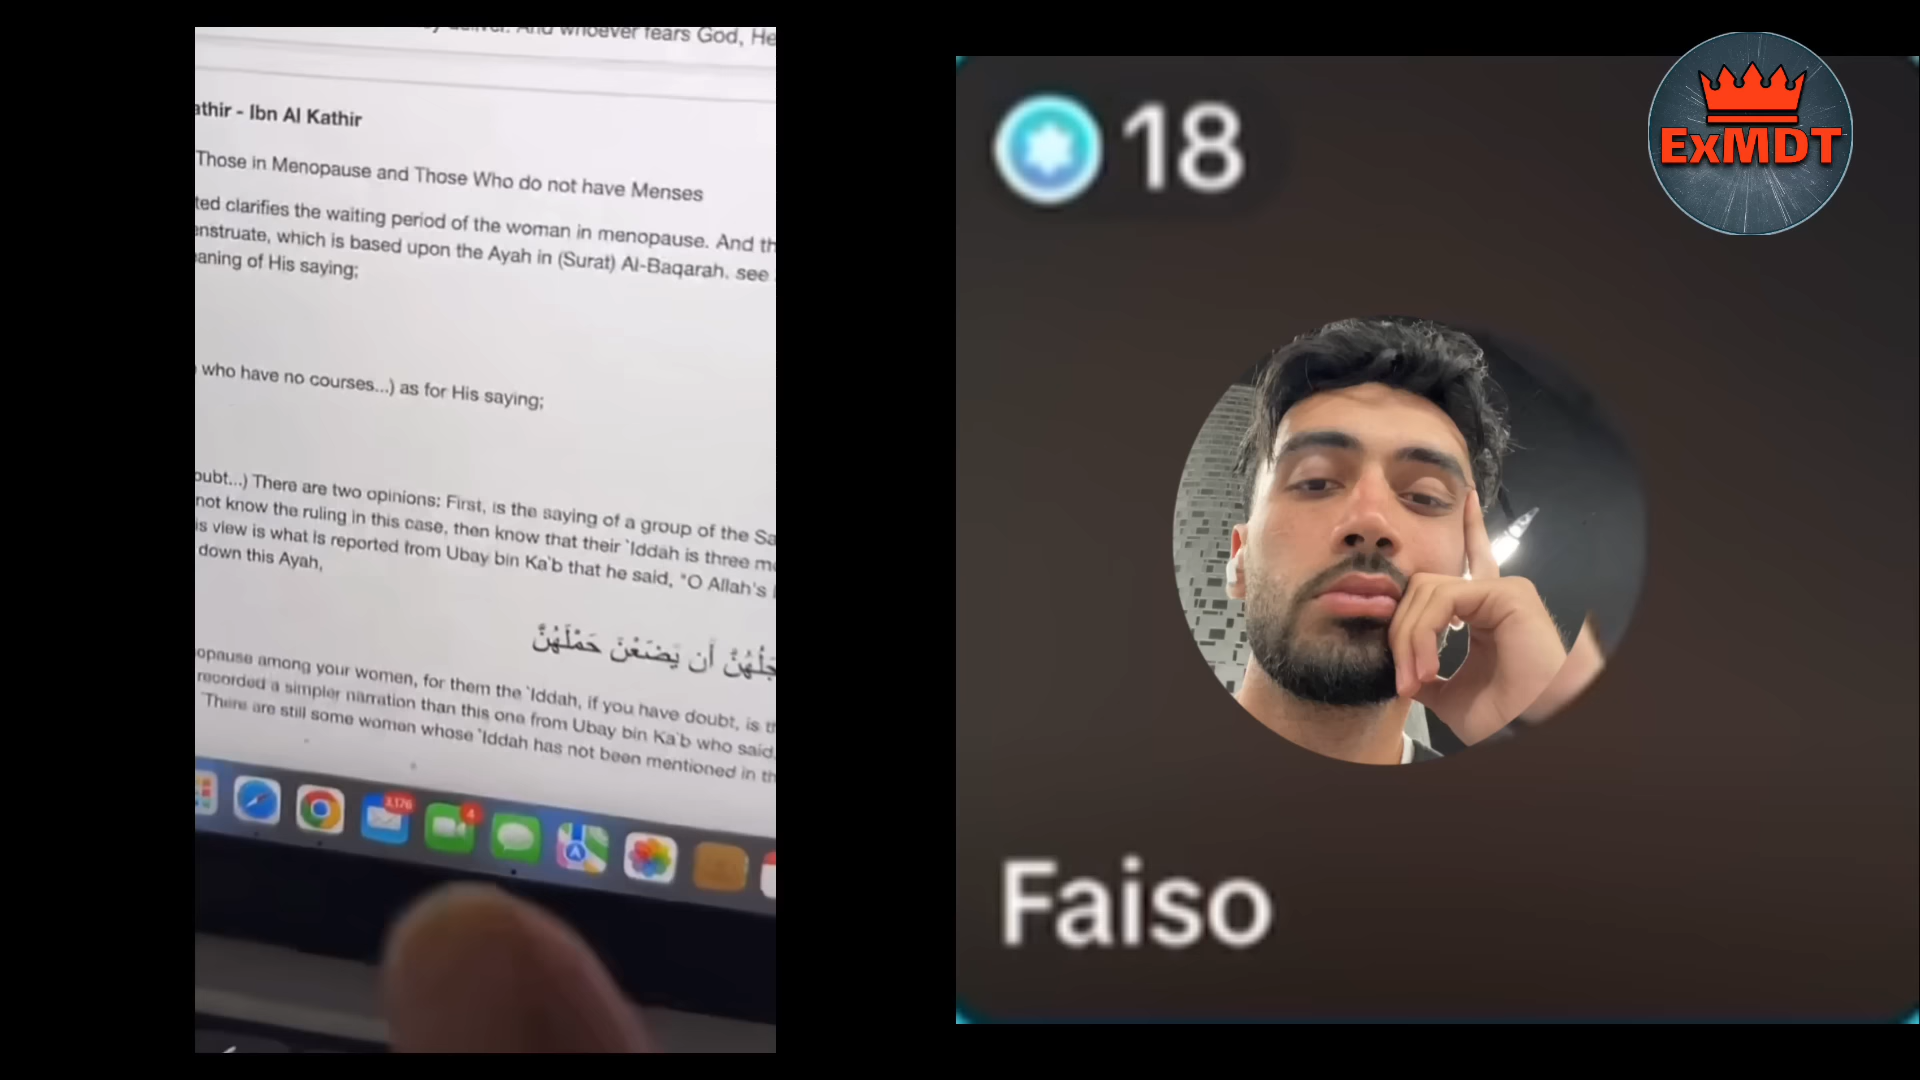 whoever fears God, He
athir - Ibn Al Kathir
Those in Menopause and Those Who do not have Menses
ted clarifies the waiting period of the woman in menopause. And th
enstruate, which is based upon the Ayah in (Surat) Al-Baqarah. see
eaning of His saying;
who have no courses...) as for His saying;
oubt...) There are two opinions: First, is the saying of a group of the Sa
not know the ruling in this case, then know that their `Iddah is three mo
is view is what is reported from Ubay bin Ka`b that he said, "O Allah's
down this Ayah,
جَلُهُنَّ أَن يَضَعْنَ حَمْلَهُنَّ
opause among your women, for them the `Iddah, if you have doubt, is th
recorded a simpler narration than this one from Ubay bin Ka`b who said,
`There are still some women whose `Iddah has not been mentioned in th
3,176
4
18
ExMDT
Faiso